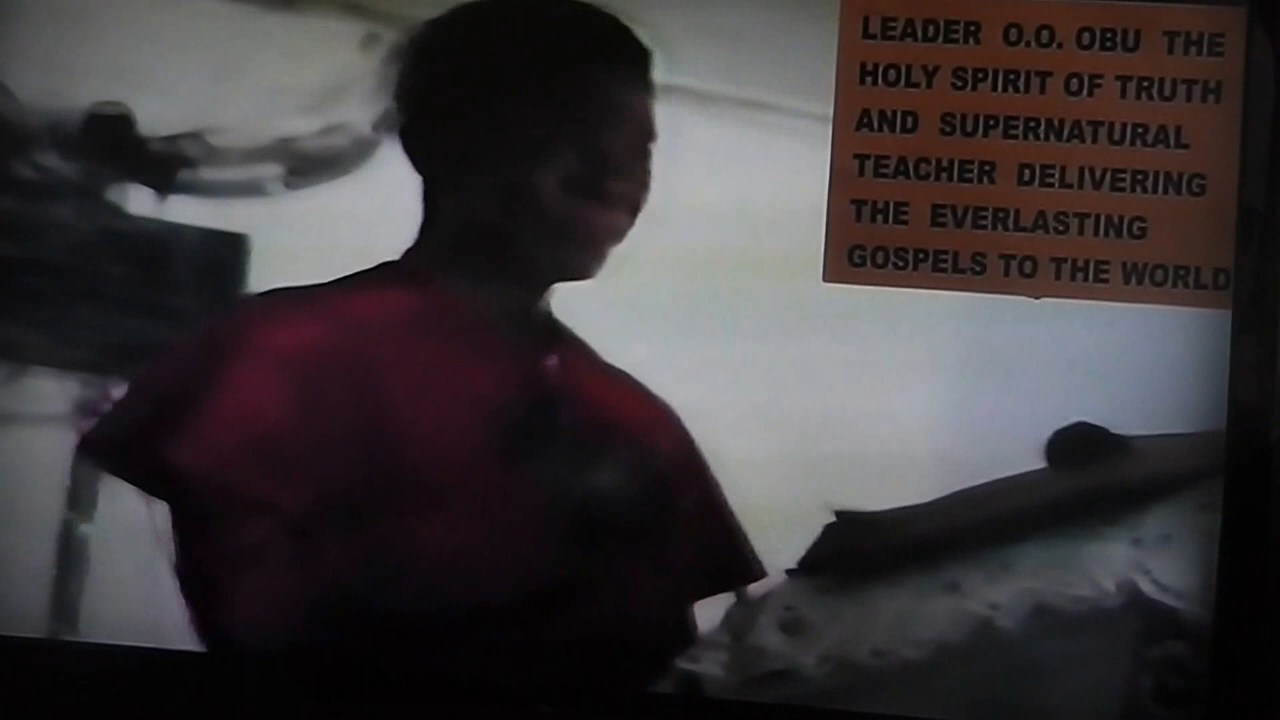 LEADER O.O. OBU THE
HOLY SPIRIT OF TRUTH
AND SUPERNATURAL
TEACHER DELIVERING
THE EVERLASTING
GOSPELS TO THE WORLD